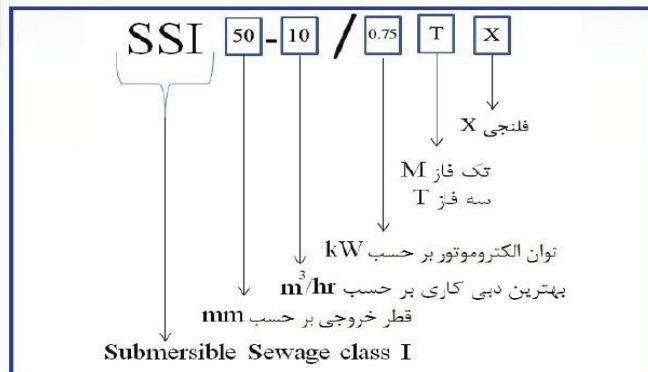 SSI 50 - 10 / 0.75 T X
فلنجی X
تک فاز M
سه فاز T
توان الکتروموتور بر حسب kW
بهترین دبی کاری بر حسب m³/hr
قطر خروجی بر حسب mm
Submersible Sewage class I